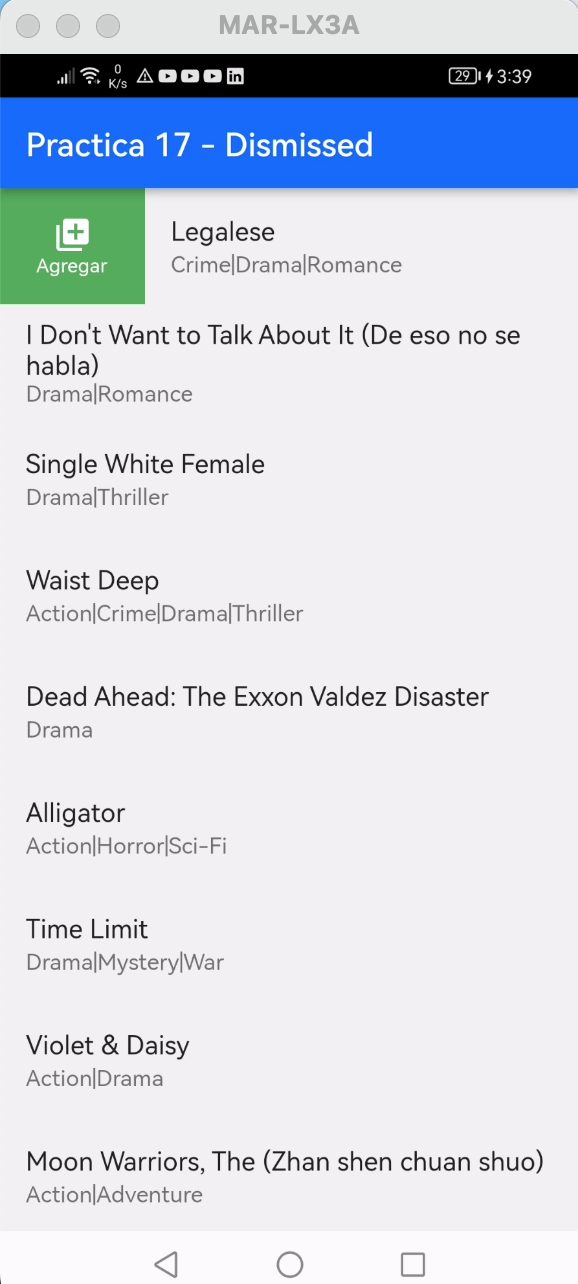 MAR-LX3A
0
K/s
29
3:39
Practica 17 - Dismissed
Agregar
Legalese
Crime|Drama|Romance
I Don't Want to Talk About It (De eso no se
habla)
Drama|Romance
Single White Female
Drama|Thriller
Waist Deep
Action|Crime|Drama|Thriller
Dead Ahead: The Exxon Valdez Disaster
Drama
Alligator
Action|Horror|Sci-Fi
Time Limit
Drama|Mystery|War
Violet & Daisy
Action|Drama
Moon Warriors, The (Zhan shen chuan shuo)
Action|Adventure